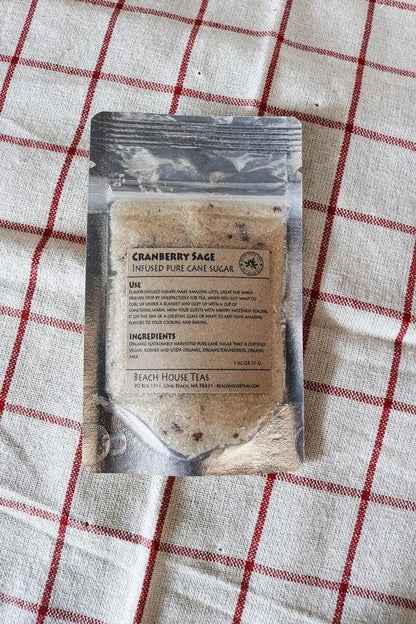 CRANBERRY SAGE
INFUSED PURE CANE SUGAR
USE
FLAVOR-INFUSED SUGARS MAKE AMAZING GIFTS, GREAT FOR WHEN
FRIENDS STOP BY UNEXPECTEDLY FOR TEA, WHEN YOU JUST WANT TO
CURL UP UNDER A BLANKET AND COZY UP WITH A CUP OF
SOMETHING WARM. WOW YOUR GUESTS WITH SAVORY SWEETNESS PLACING
IT ON THE RIM OF A COCKTAIL GLASS OR WANT TO ADD SOME AMAZING
FLAVORS TO YOUR COOKING AND BAKING.
INGREDIENTS
ORGANIC SUSTAINABLY HARVESTED PURE CANE SUGAR THAT IS CERTIFIED
VEGAN, KOSHER AND USDA ORGANIC, ORGANIC CRANBERRIES, ORGANIC
SAGE
1 OZ (28.35 G)
BEACH HOUSE TEAS
PO BOX 1351, LONG BEACH, WA 98631 - BEACHHOUSETEAS.COM